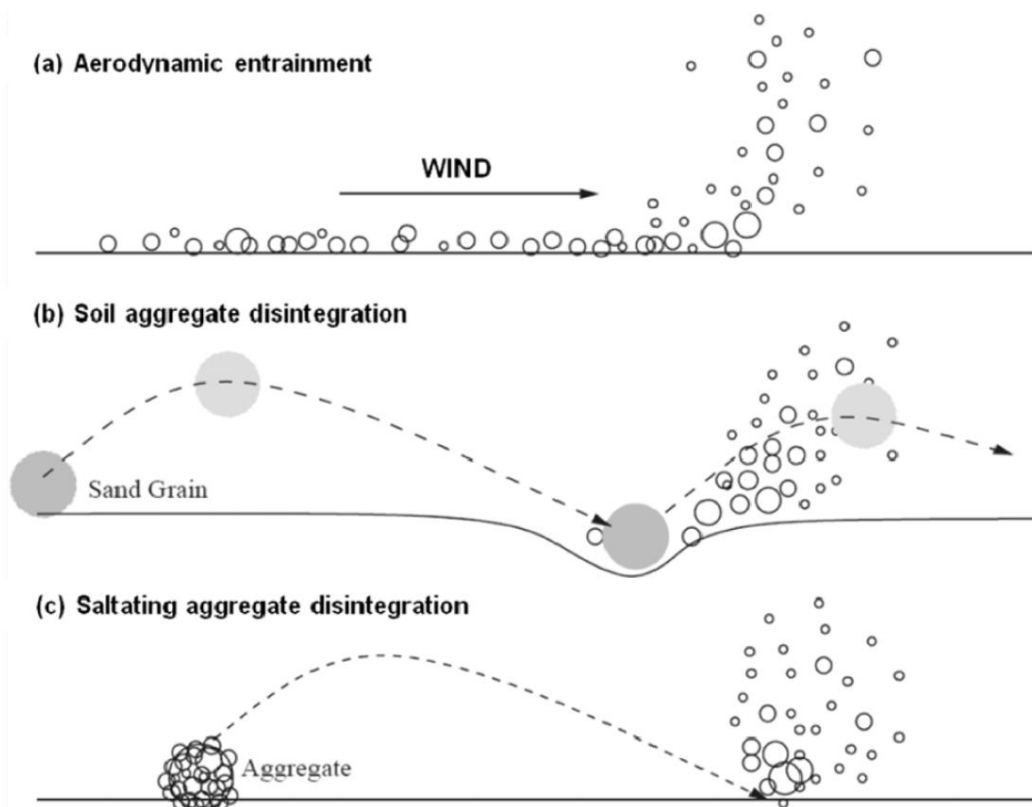 (a) Aerodynamic entrainment
WIND
(b) Soil aggregate disintegration
Sand Grain
(c) Saltating aggregate disintegration
Aggregate